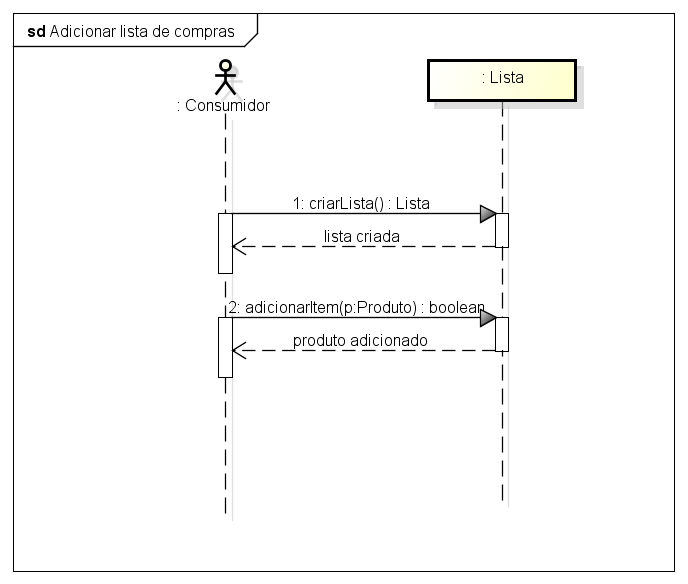 sd Adicionar lista de compras
: Consumidor
: Lista
1: criarLista() : Lista
lista criada
2: adicionarItem(p:Produto) : boolean
produto adicionado